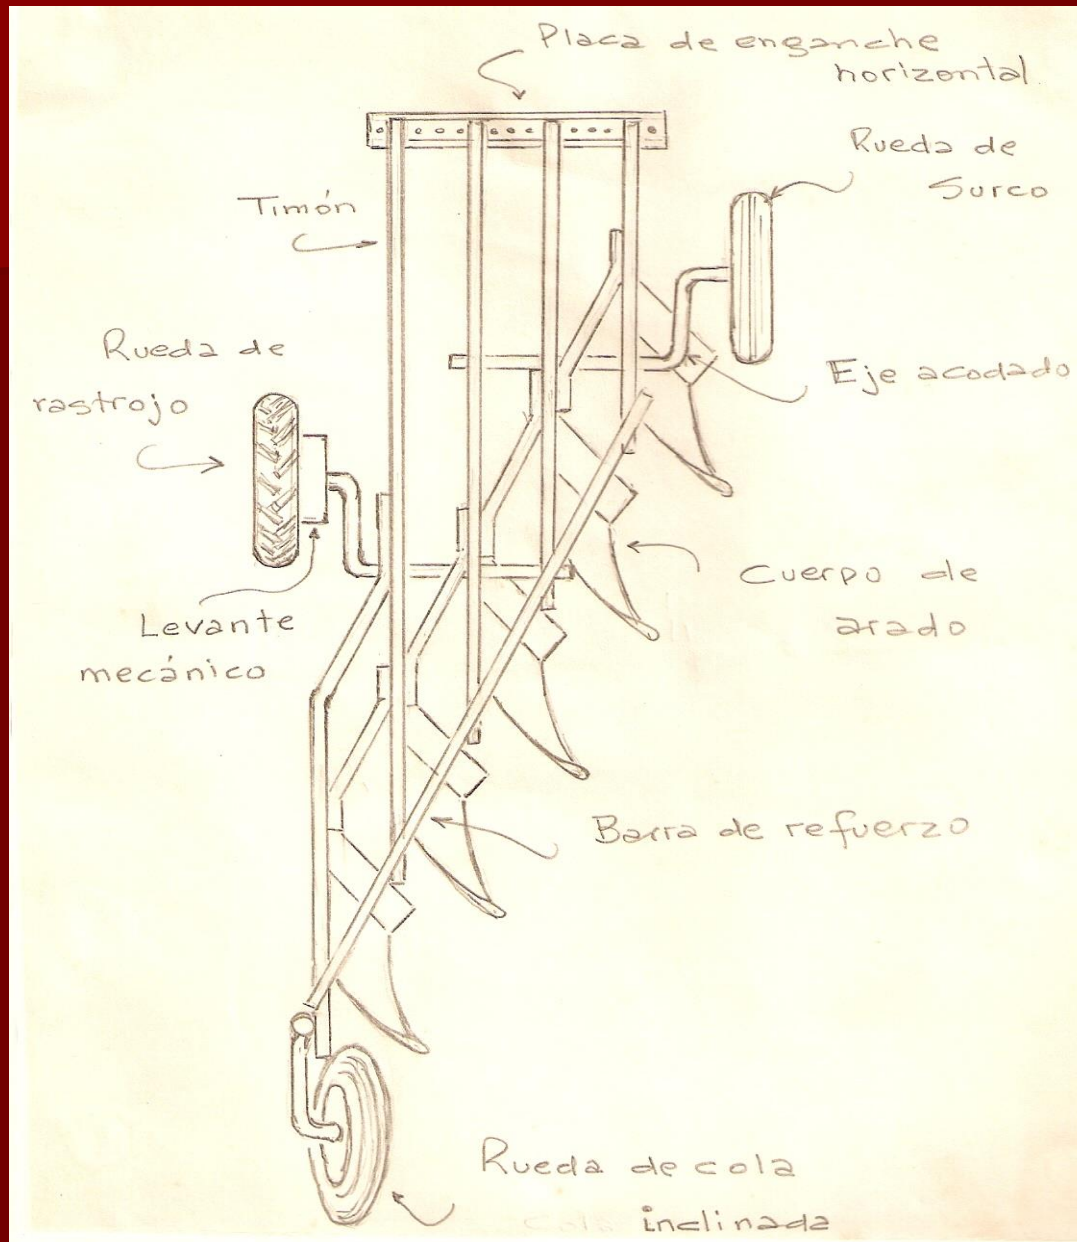 Placa de enganche
horizontal
Rueda de
Surco
Timón
Rueda de
rastrojo
Eje acodado
Levante
mecánico
Cuerpo de
arado
Barra de refuerzo
Rueda de cola
inclinada